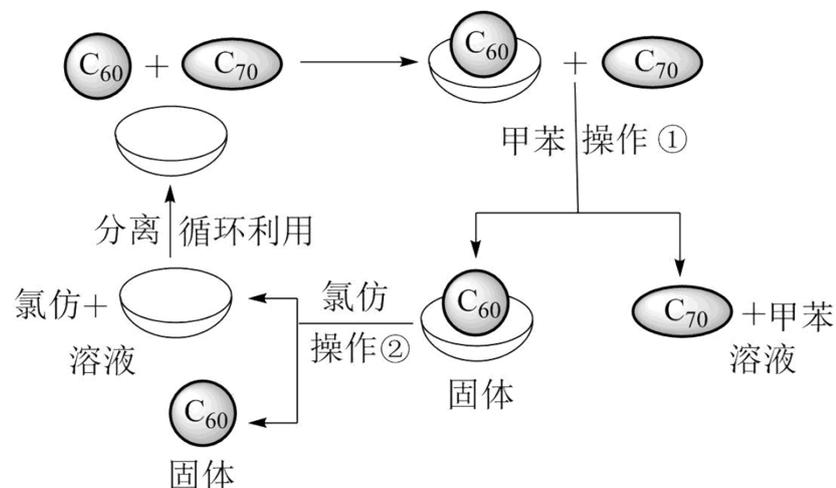 C60 + C70
C60 + C70
甲苯 操作①
分离 循环利用
氯仿+
溶液
氯仿
操作②
C60
固体
C70 +甲苯
溶液
C60
固体